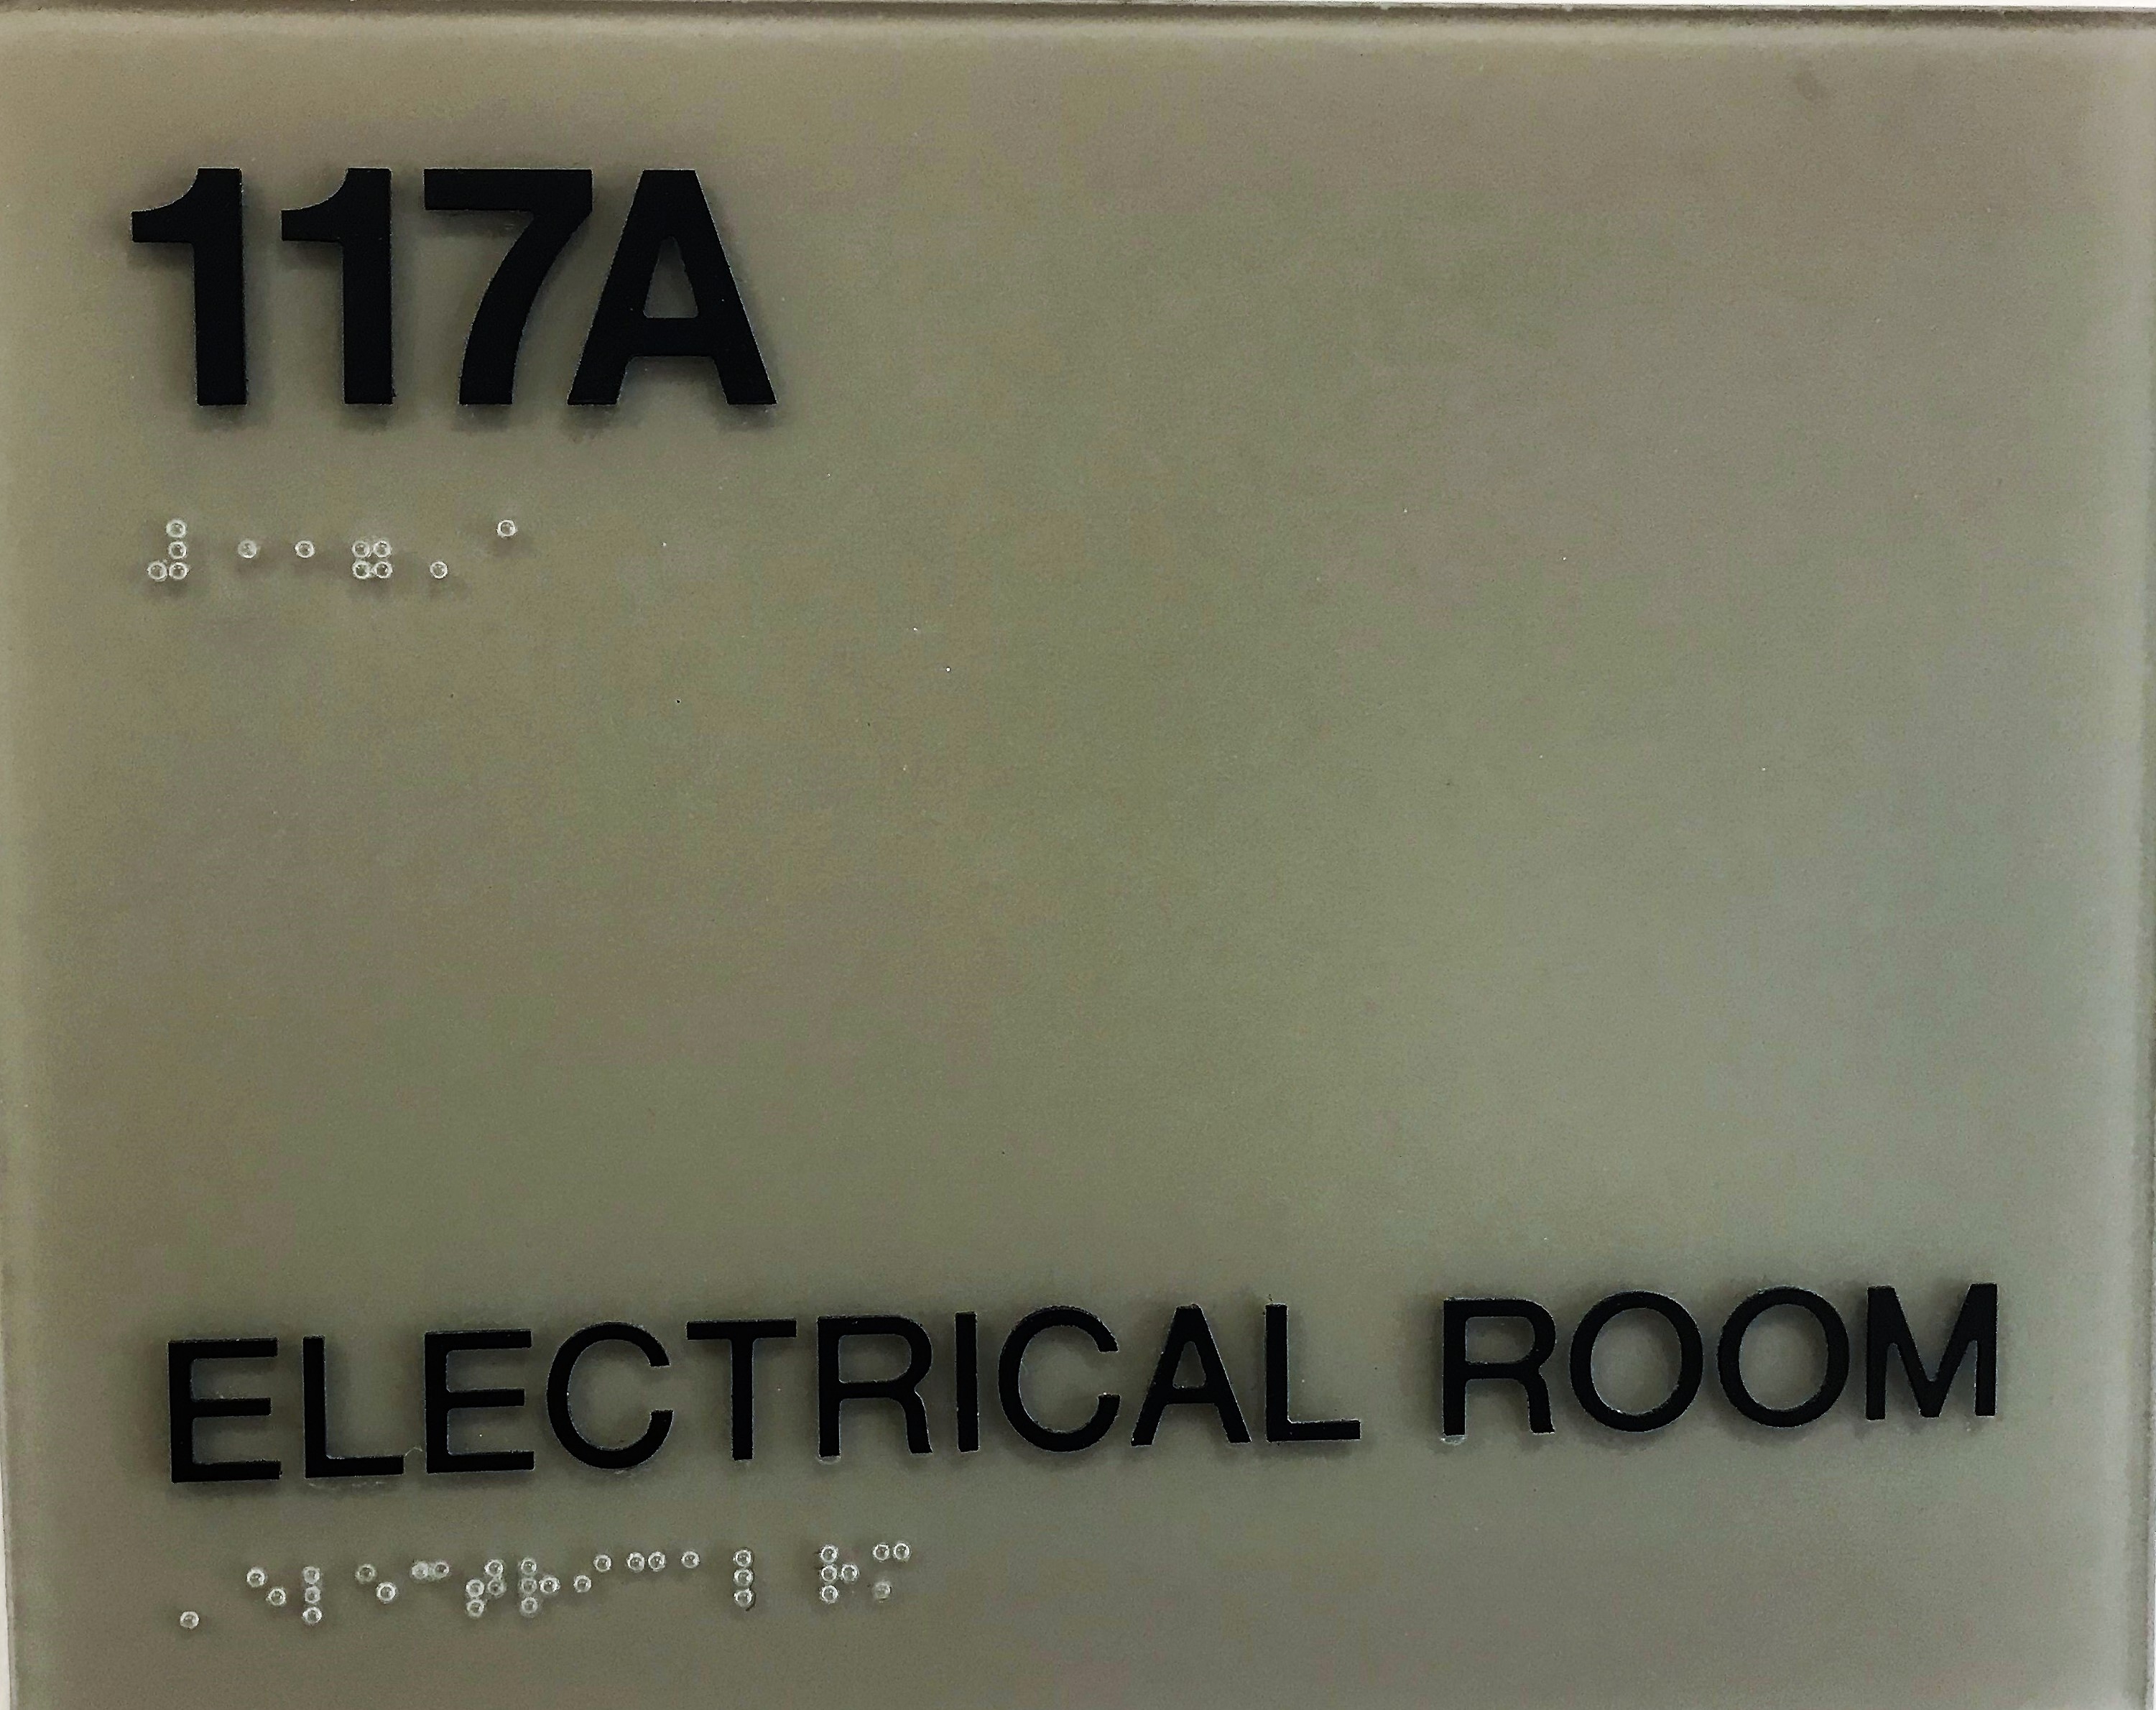 117A
⠼⠂⠂⠶⠠⠁
ELECTRICAL ROOM
⠠⠑⠇⠑⠉⠞⠗⠊⠉⠁⠇ ⠗⠍